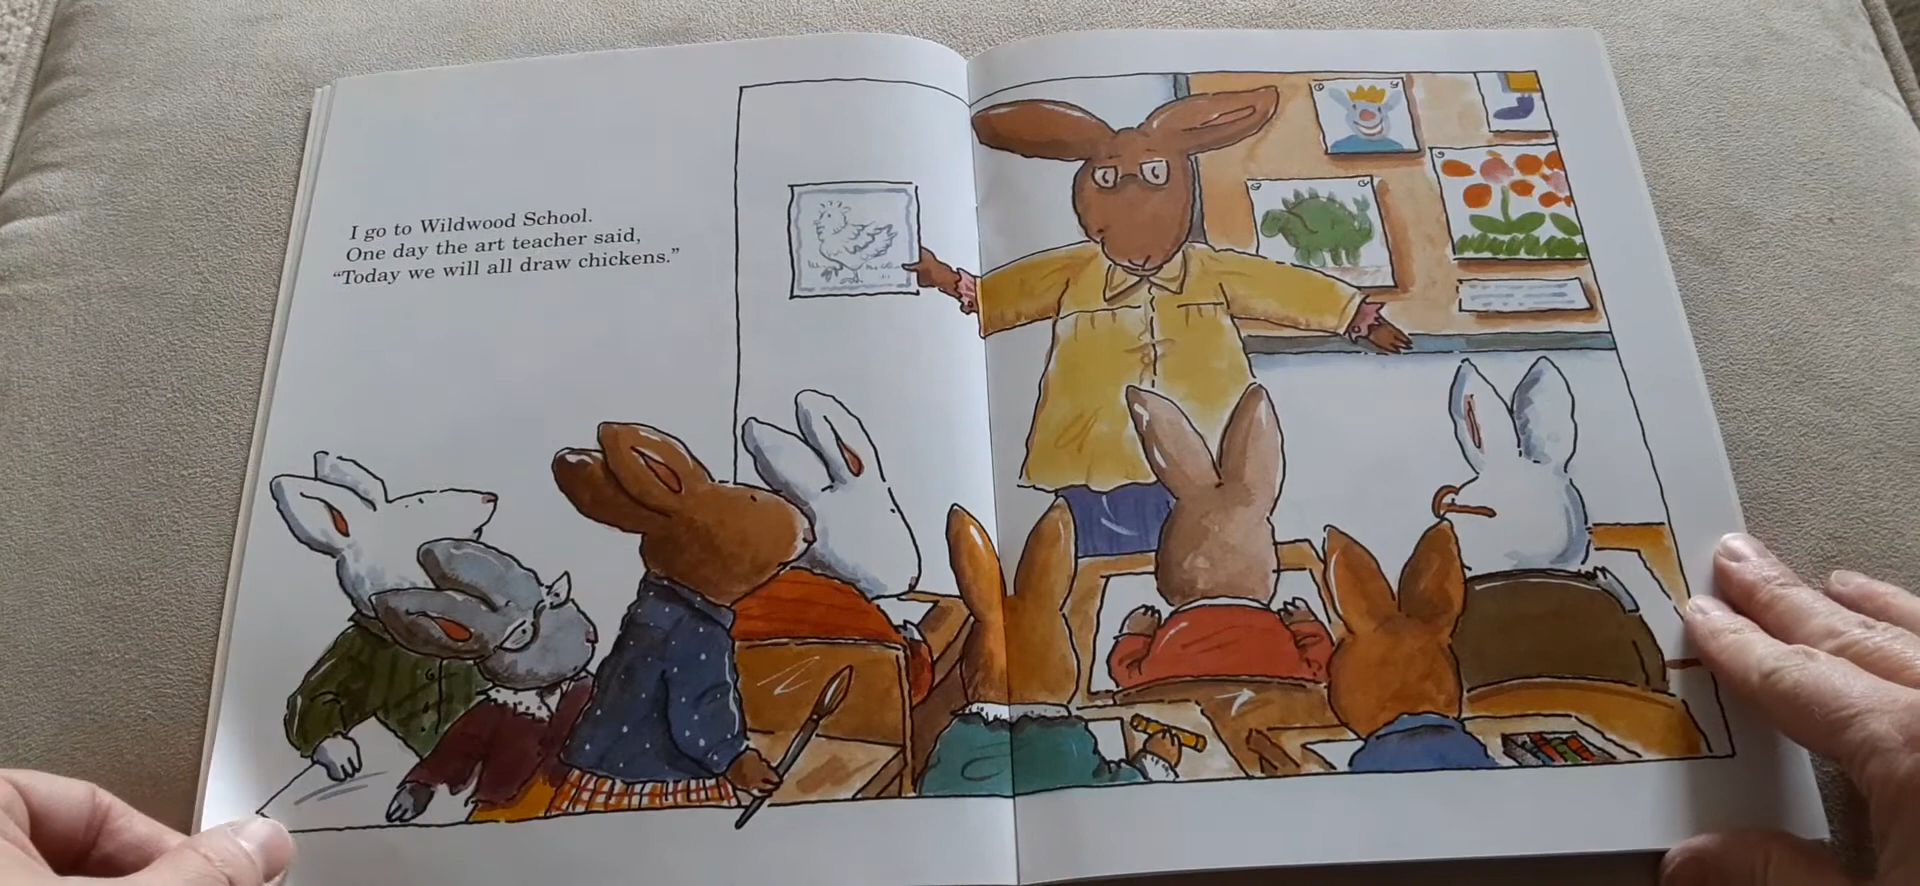 I go to Wildwood School.
One day the art teacher said,
“Today we will all draw chickens.”